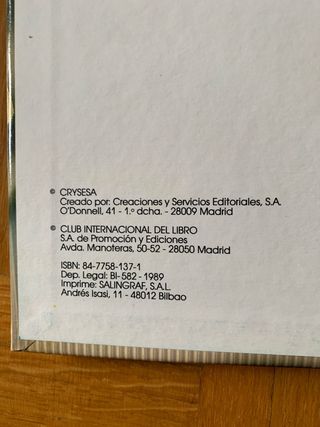 © CRYSESA
Creado por: Creaciones y Servicios Editoriales, S.A.
O'Donnell, 41 - 1.º dcha. - 28009 Madrid
© CLUB INTERNACIONAL DEL LIBRO
S.A. de Promoción y Ediciones
Avda. Manoteras, 50-52 - 28050 Madrid
ISBN: 84-7758-137-1
Dep. Legal: BI-582-1989
Imprime: SALINGRAF, S.A.L.
Andrés Isasi, 11 - 48012 Bilbao